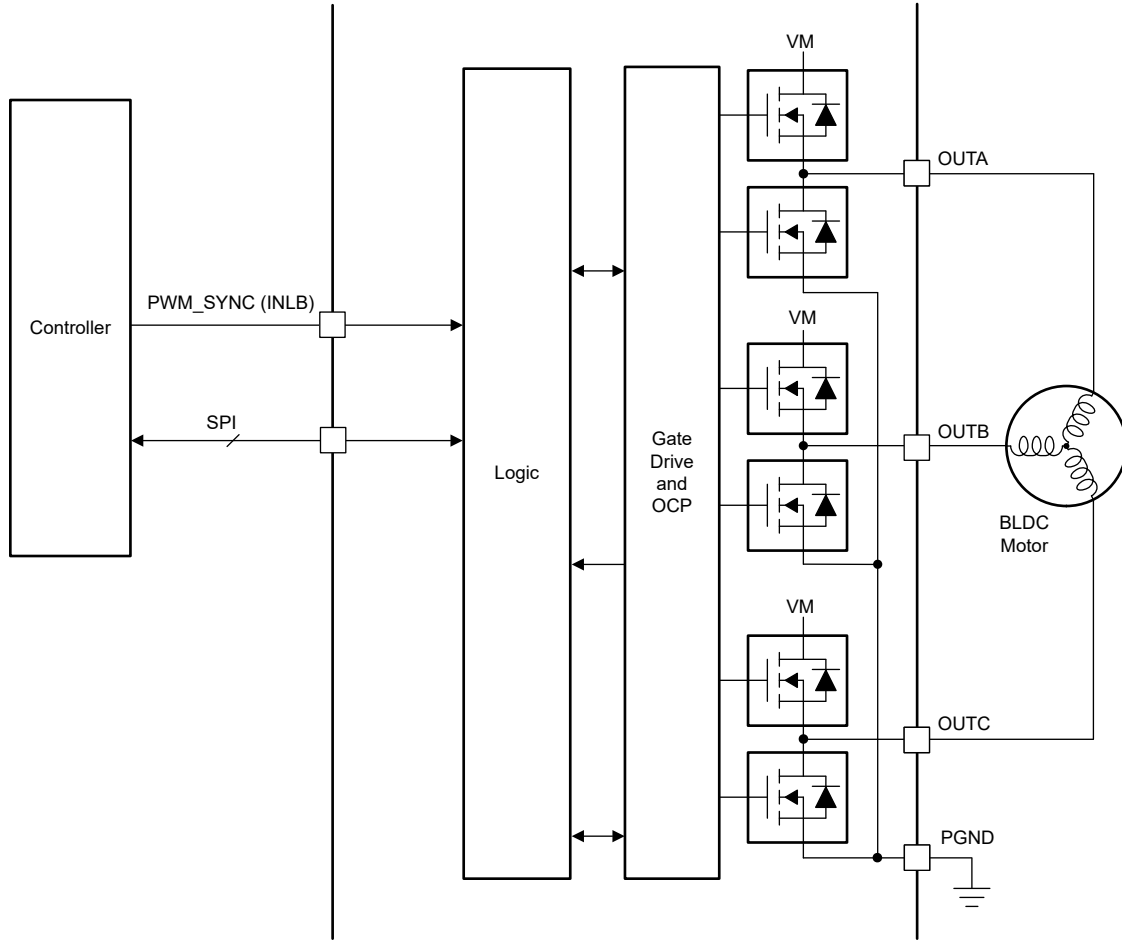 VM
OUTA
PWM_SYNC (INLB)
Controller
VM
SPI
OUTB
Gate
Drive
and
OCP
Logic
BLDC
Motor
VM
OUTC
PGND